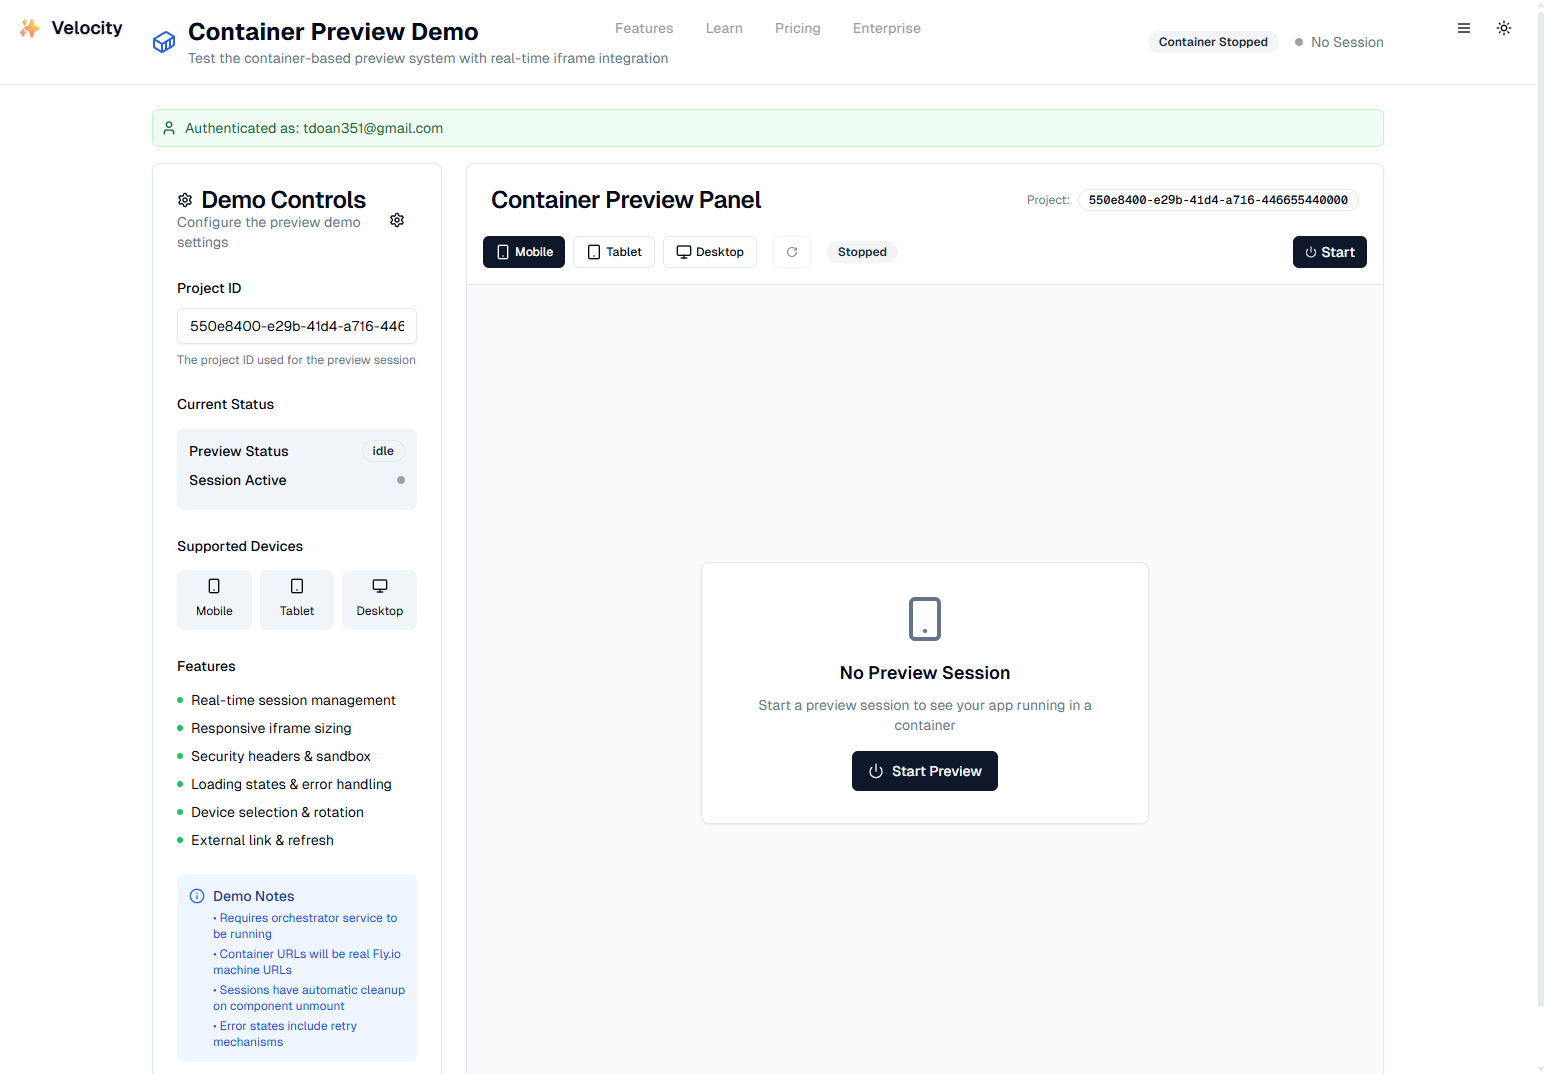 Velocity
Container Preview Demo
Test the container-based preview system with real-time iframe integration
Features
Learn
Pricing
Enterprise
Container Stopped
No Session
Authenticated as: tdoan351@gmail.com
Demo Controls
Configure the preview demo
settings
Project ID
550e8400-e29b-41d4-a716-446
The project ID used for the preview session
Current Status
Preview Status
idle
Session Active
Supported Devices
Mobile
Tablet
Desktop
Features
Real-time session management
Responsive iframe sizing
Security headers & sandbox
Loading states & error handling
Device selection & rotation
External link & refresh
Demo Notes
• Requires orchestrator service to
be running
• Container URLs will be real Fly.io
machine URLs
• Sessions have automatic cleanup
on component unmount
• Error states include retry
mechanisms
Container Preview Panel
Project:
550e8400-e29b-41d4-a716-446655440000
Mobile
Tablet
Desktop
Stopped
Start
No Preview Session
Start a preview session to see your app running in a
container
Start Preview